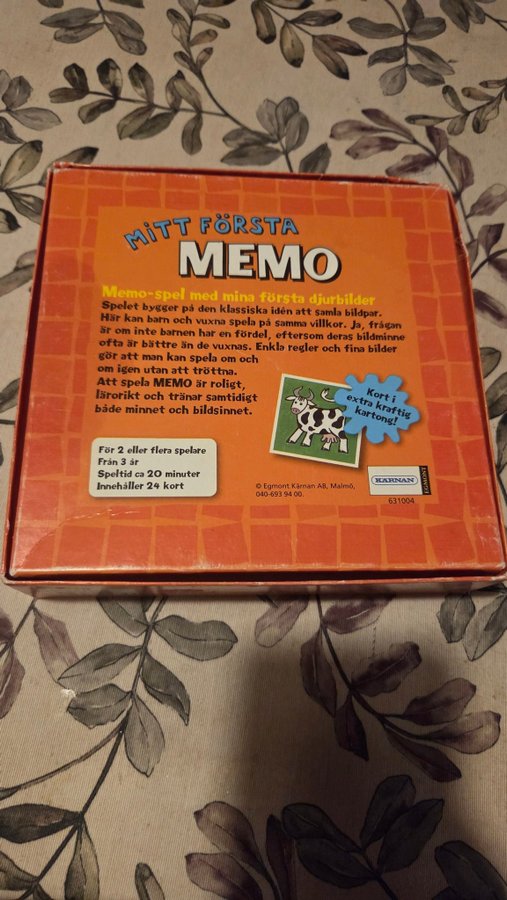 MITT FÖRSTA
MEMO
Memo-spel med mina första djurbilder
Spelet bygger på den klassiska idén att samla bildpar.
Här kan barn och vuxna spela på samma villkor. Ja, frågan
är om inte barnen har en fördel, eftersom deras bildminne
ofta är bättre än de vuxnas. Enkla regler och fina bilder
gör att man kan spela om och
om igen utan att tröttna.
Att spela MEMO är roligt,
lärorikt och tränar samtidigt
både minnet och bildsinnet.
Kort i
extra kraftig
kartong!
För 2 eller flera spelare
Från 3 år
Speltid ca 20 minuter
Innehåller 24 kort
© Egmont Kärnan AB, Malmö,
040-693 94 00.
KÄRNAN
EGMONT
631004